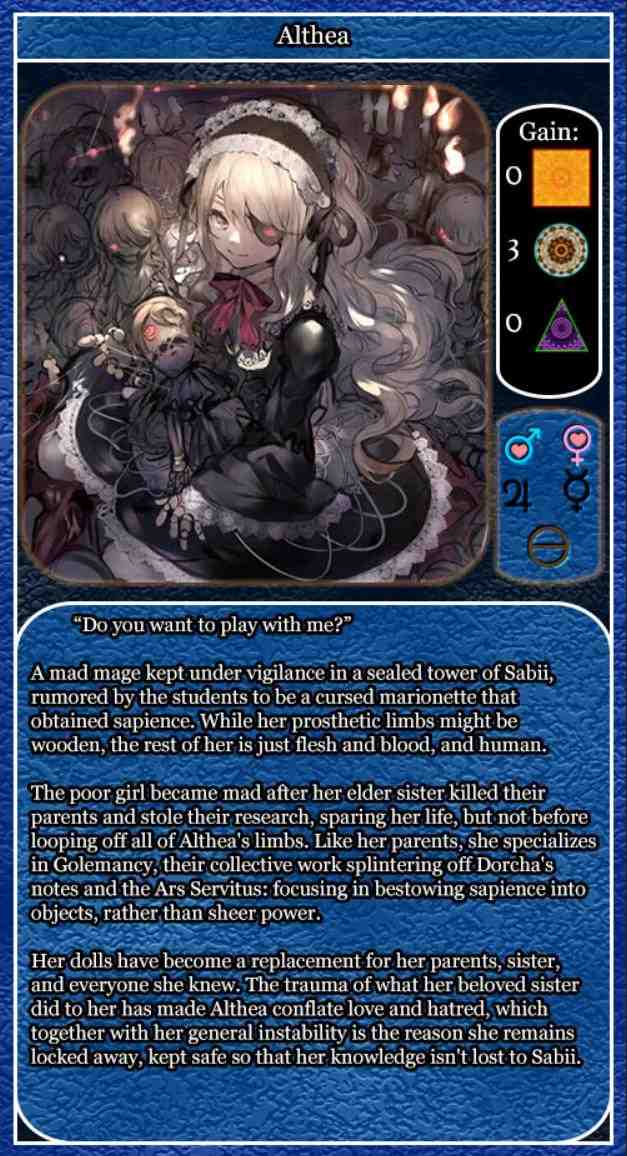 Althea
Gain:
0
3
0
“Do you want to play with me?”
A mad mage kept under vigilance in a sealed tower of Sabii,
rumored by the students to be a cursed marionette that
obtained sapience. While her prosthetic limbs might be
wooden, the rest of her is just flesh and blood, and human.
The poor girl became mad after her elder sister killed their
parents and stole their research, sparing her life, but not before
looping off all of Althea's limbs. Like her parents, she specializes
in Golemancy, their collective work splintering off Dorcha's
notes and the Ars Servitus: focusing in bestowing sapience into
objects, rather than sheer power.
Her dolls have become a replacement for her parents, sister,
and everyone she knew. The trauma of what her beloved sister
did to her has made Althea conflate love and hatred, which
together with her general instability is the reason she remains
locked away, kept safe so that her knowledge isn't lost to Sabii.